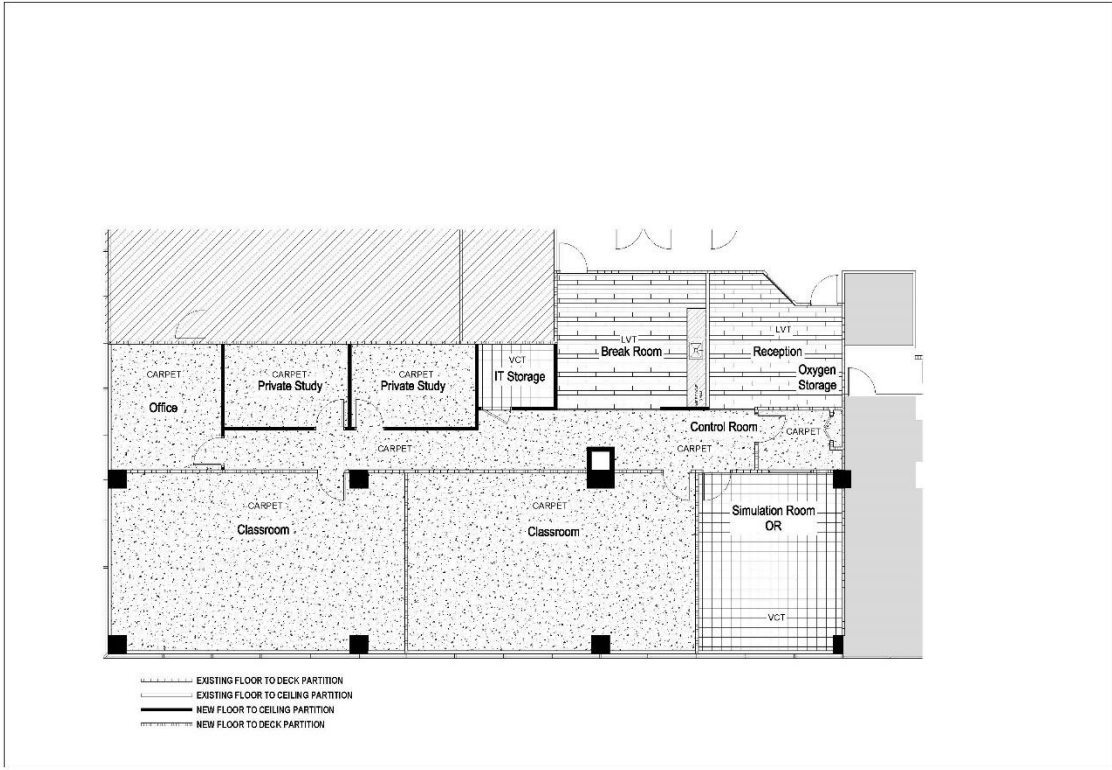 LVT
Break Room
LVT
Reception
Oxygen
Storage
CARPET
Office
CARPET
Private Study
CARPET
Private Study
VCT
IT Storage
Control Room
CARPET
CARPET
CARPET
CARPET
Classroom
CARPET
Classroom
Simulation Room
OR
VCT
EXISTING FLOOR TO DECK PARTITION
EXISTING FLOOR TO CEILING PARTITION
NEW FLOOR TO CEILING PARTITION
NEW FLOOR TO DECK PARTITION